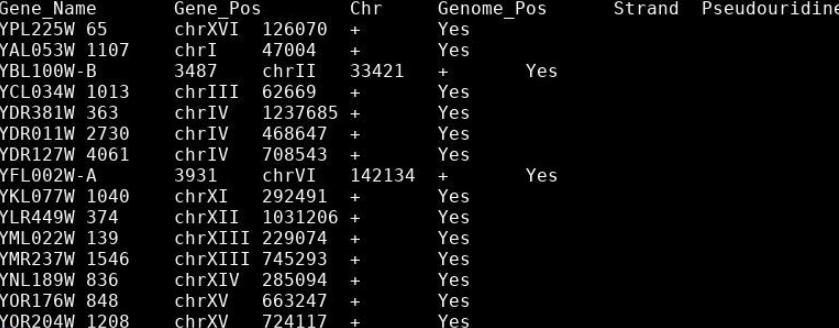 Gene_Name Gene_Pos Chr Genome_Pos Strand Pseudouridine
YPL225W 65 chrXVI 126070 + Yes
YAL053W 1107 chrI 47004 + Yes
YBL100W-B 3487 chrII 33421 + Yes
YCL034W 1013 chrIII 62669 + Yes
YDR381W 363 chrIV 1237685 + Yes
YDR011W 2730 chrIV 468647 + Yes
YDR127W 4061 chrIV 708543 + Yes
YFL002W-A 3931 chrVI 142134 + Yes
YKL077W 1040 chrXI 292491 + Yes
YLR449W 374 chrXII 1031206 + Yes
YML022W 139 chrXIII 229074 + Yes
YMR237W 1546 chrXIII 745293 + Yes
YNL189W 836 chrXIV 285094 + Yes
YOR176W 848 chrXV 663247 + Yes
YOR204W 1208 chrXV 724117 + Yes